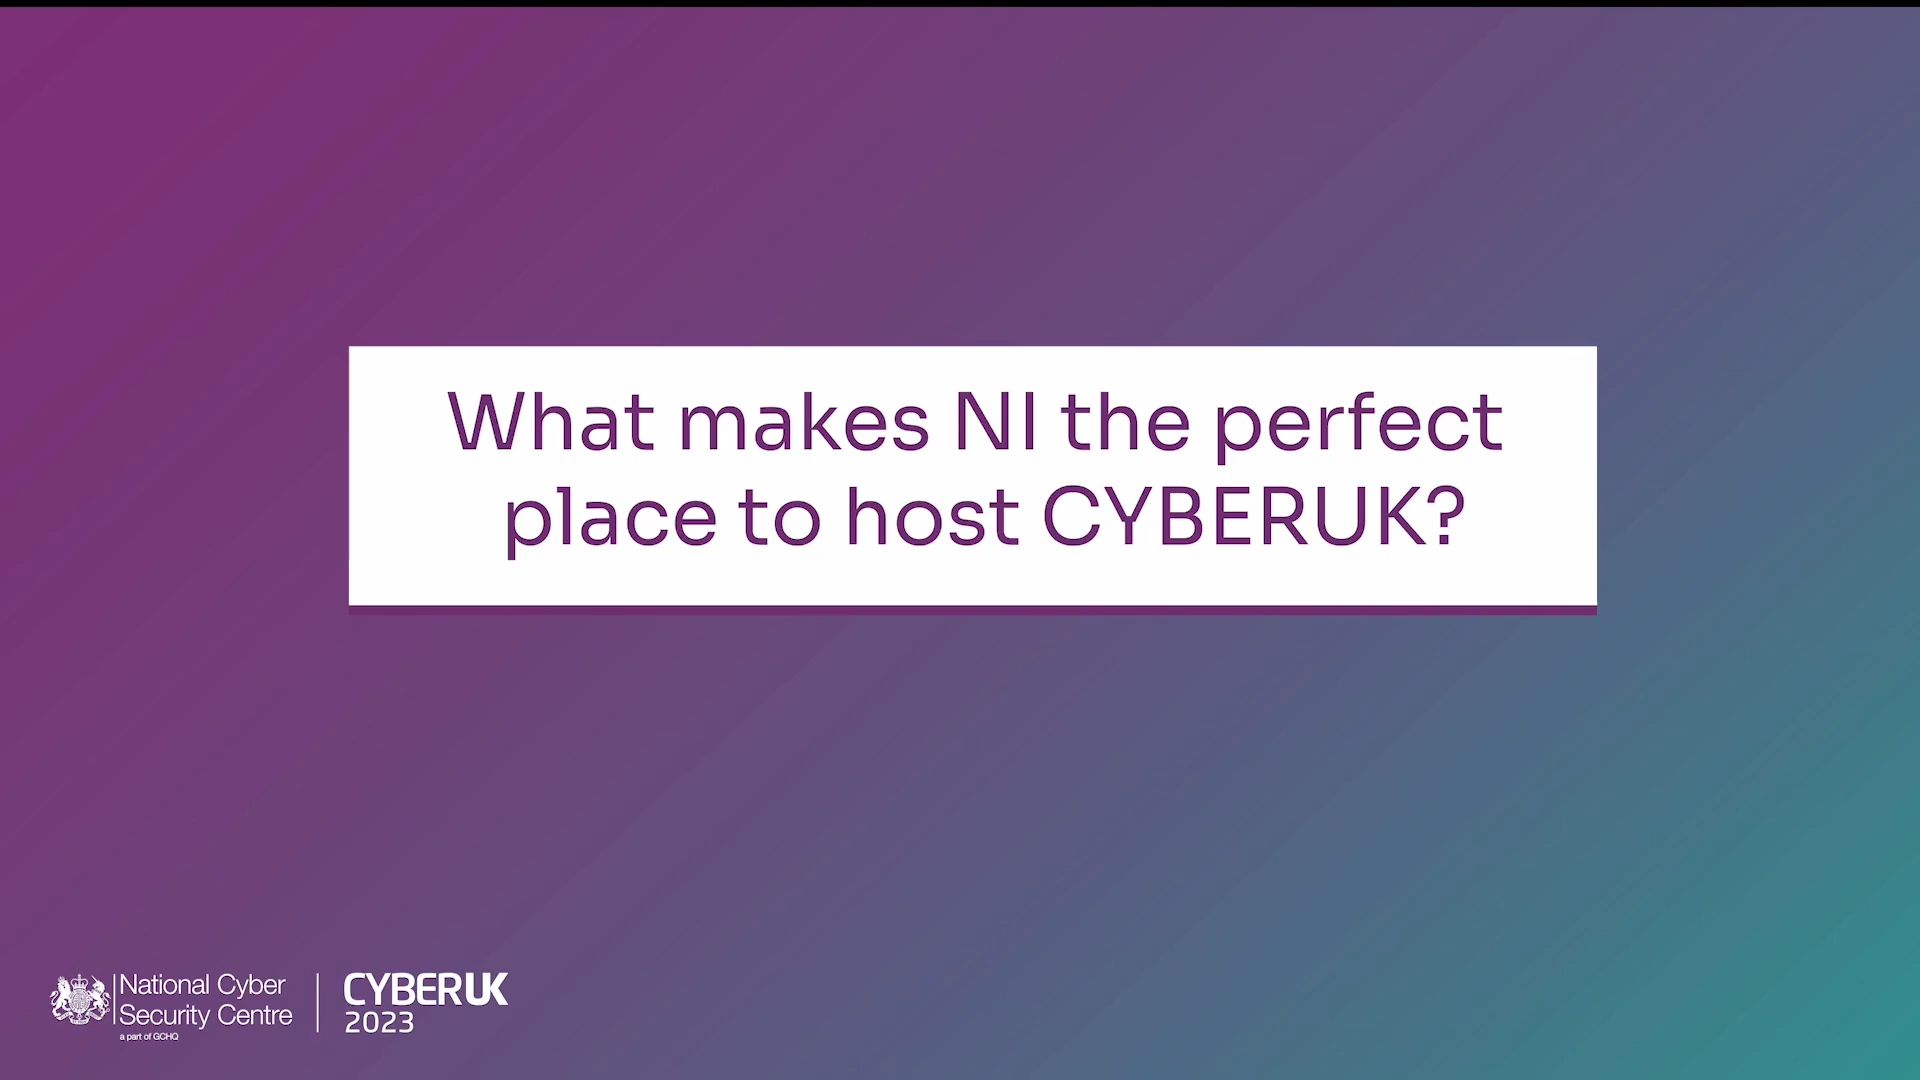 What makes NI the perfect
place to host CYBERUK?
National Cyber
Security Centre
a part of GCHQ
CYBERUK
2023